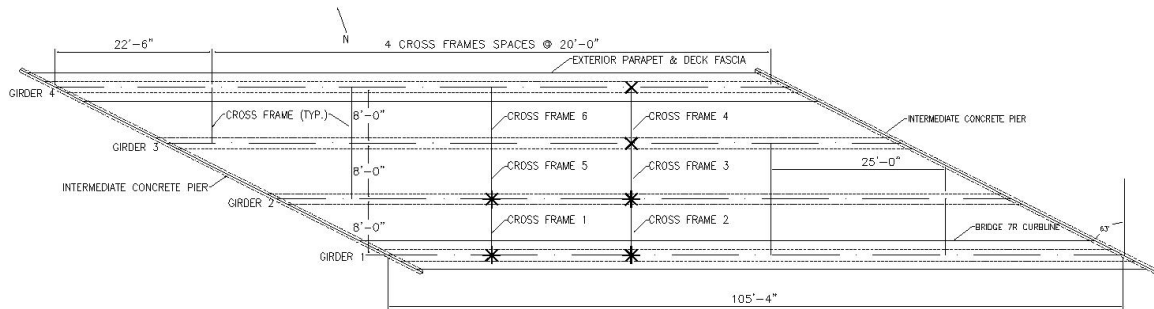 N
22'-6"
4 CROSS FRAMES SPACES @ 20'-0"
EXTERIOR PARAPET & DECK FASCIA
GIRDER 4
CROSS FRAME (TYP.)
8'-0"
CROSS FRAME 6
CROSS FRAME 4
INTERMEDIATE CONCRETE PIER
GIRDER 3
8'-0"
CROSS FRAME 5
CROSS FRAME 3
25'-0"
INTERMEDIATE CONCRETE PIER
GIRDER 2
8'-0"
CROSS FRAME 1
CROSS FRAME 2
BRIDGE 7R CURBLINE
63°
GIRDER 1
105'-4"